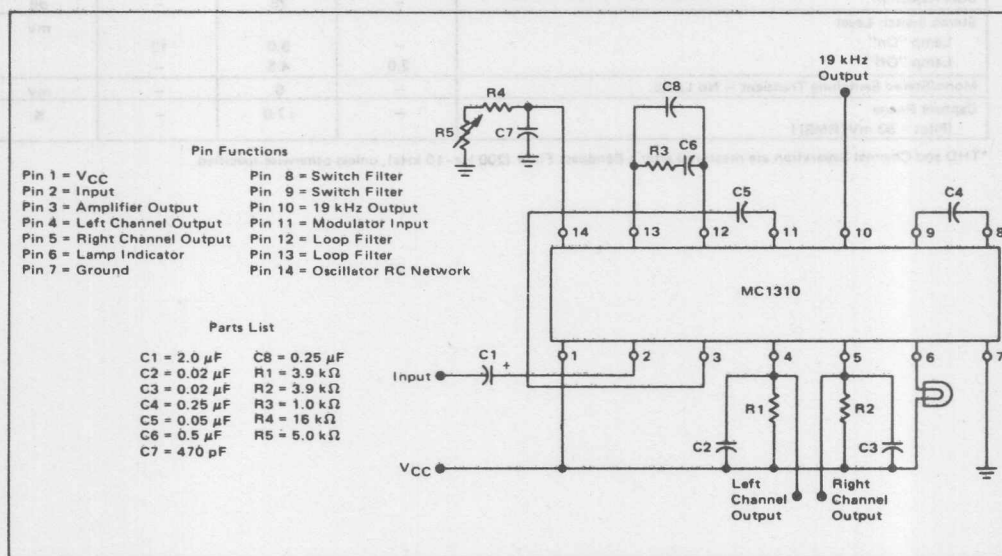 19 kHz
Output
C8
R4
R5
C7
R3
C6
C5
C4
Pin Functions
Pin 1 = VCC
Pin 2 = Input
Pin 3 = Amplifier Output
Pin 4 = Left Channel Output
Pin 5 = Right Channel Output
Pin 6 = Lamp Indicator
Pin 7 = Ground
Pin 8 = Switch Filter
Pin 9 = Switch Filter
Pin 10 = 19 kHz Output
Pin 11 = Modulator Input
Pin 12 = Loop Filter
Pin 13 = Loop Filter
Pin 14 = Oscillator RC Network
14 13 12 11 10 9 8
MC1310
Parts List
C1 = 2.0 μF
C2 = 0.02 μF
C3 = 0.02 μF
C4 = 0.25 μF
C5 = 0.05 μF
C6 = 0.5 μF
C7 = 470 pF
C8 = 0.25 μF
R1 = 3.9 kΩ
R2 = 3.9 kΩ
R3 = 1.0 kΩ
R4 = 16 kΩ
R5 = 5.0 kΩ
1 2 3 4 5 6 7
C1 +
Input
R1
R2
C2
C3
VCC
Left
Channel
Output
Right
Channel
Output